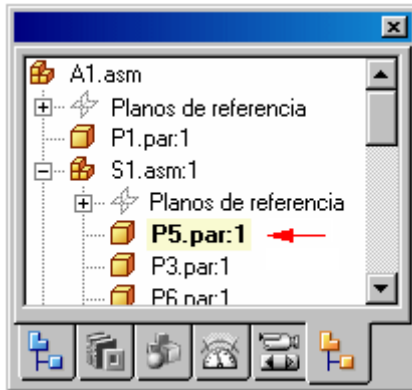 A1.asm
Planos de referencia
P1.par:1
S1.asm:1
Planos de referencia
P5.par:1
P3.par:1
P6.par:1